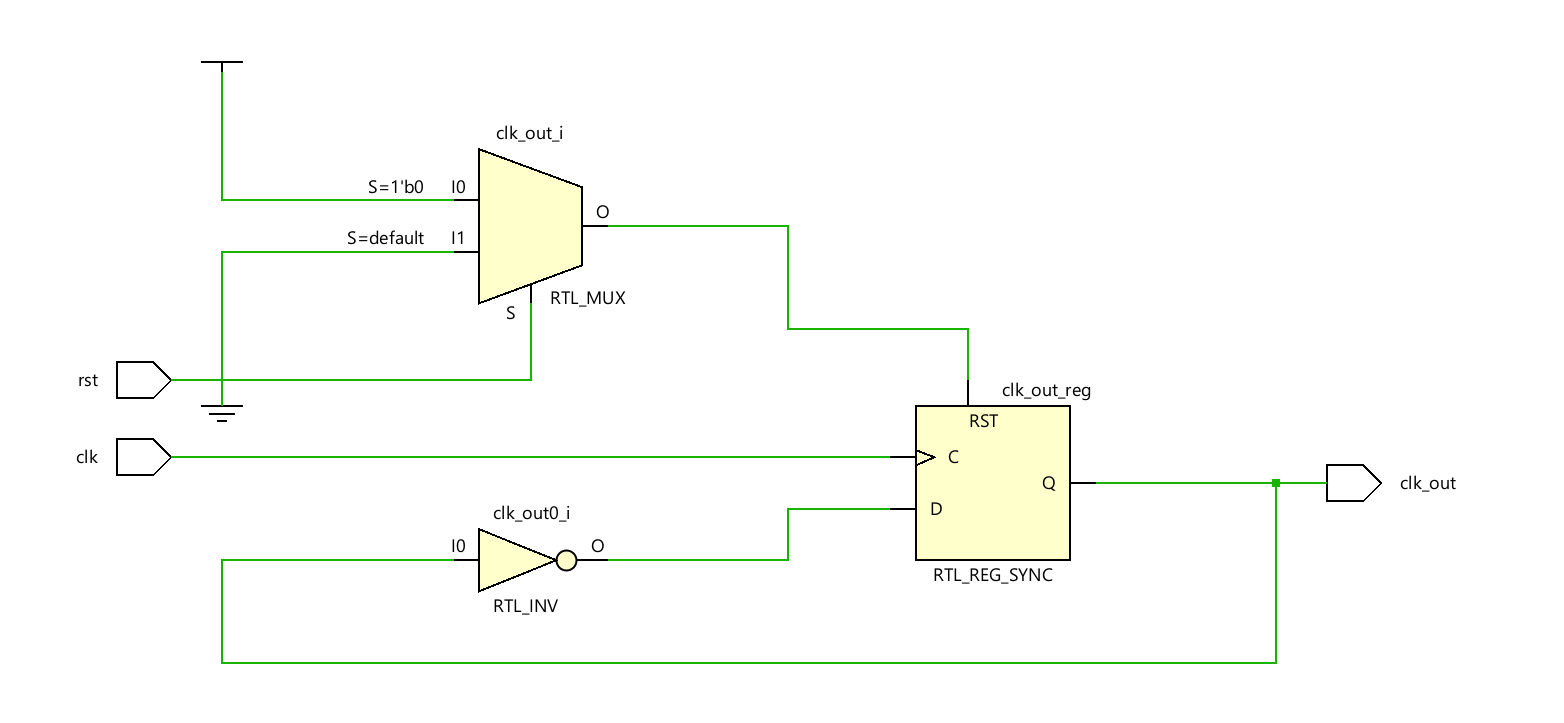 clk_out_i
S=1'b0 I0
O
S=default I1
RTL_MUX
S
rst
clk_out_reg
RST
clk
C
Q
clk_out
D
clk_out0_i
I0
O
RTL_REG_SYNC
RTL_INV